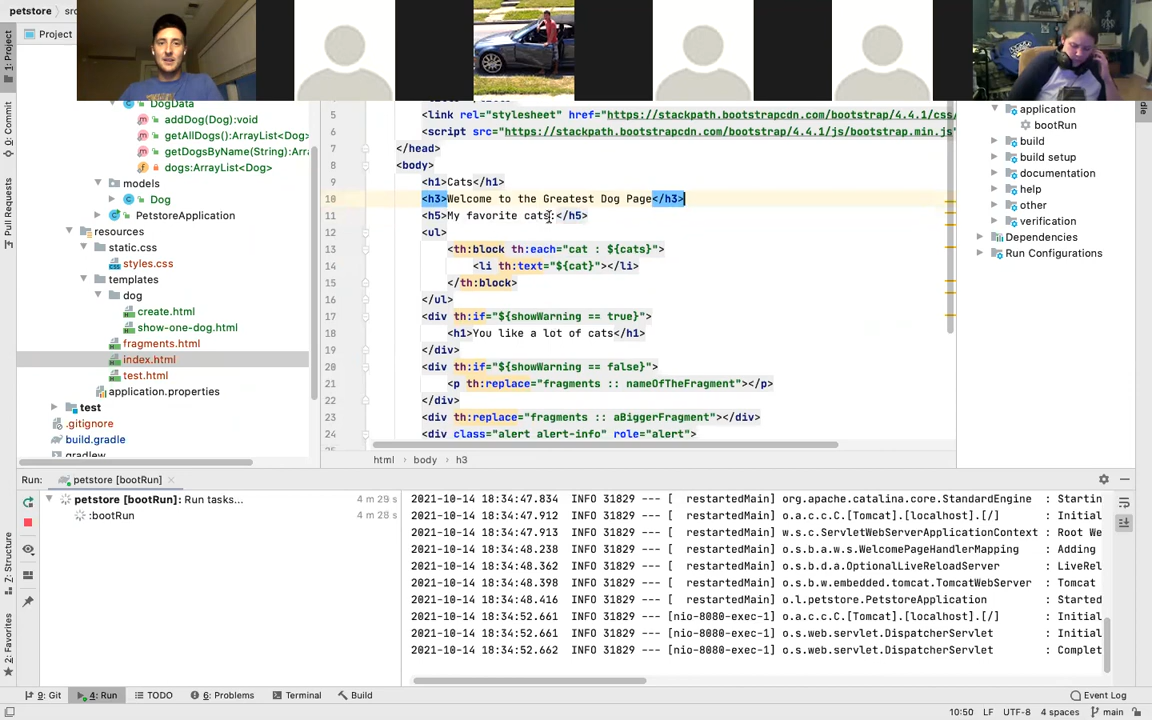 petstore
src
Project
1: Project
0: Commit
Pull Requests
7: Structure
2: Favorites
DogData
addDog(Dog):void
getAllDogs():ArrayList<Dog>
getDogsByName(String):Arra
dogs:ArrayList<Dog>
models
Dog
PetstoreApplication
resources
static.css
styles.css
templates
dog
create.html
show-one-dog.html
fragments.html
index.html
test.html
application.properties
test
.gitignore
build.gradle
gradlew
5 <link rel="stylesheet" href="https://stackpath.bootstrapcdn.com/bootstrap/4.4.1/css/
6 <script src="https://stackpath.bootstrapcdn.com/bootstrap/4.4.1/js/bootstrap.min.js"
7 </head>
8 <body>
9 <h1>Cats</h1>
10 <h3>Welcome to the Greatest Dog Page</h3>
11 <h5>My favorite cats:</h5>
12 <ul>
13 <th:block th:each="cat : ${cats}">
14 <li th:text="${cat}"></li>
15 </th:block>
16 </ul>
17 <div th:if="${showWarning == true}">
18 <h1>You like a lot of cats</h1>
19 </div>
20 <div th:if="${showWarning == false}">
21 <p th:replace="fragments :: nameOfTheFragment"></p>
22 </div>
23 <div th:replace="fragments :: aBiggerFragment"></div>
24 <div class="alert alert-info" role="alert">
html body h3
application
bootRun
build
build setup
documentation
help
other
verification
Dependencies
Run Configurations
Run: petstore [bootRun]
petstore [bootRun]: Run tasks... 4 m 29 s
:bootRun 4 m 28 s
2021-10-14 18:34:47.834 INFO 31829 --- [ restartedMain] org.apache.catalina.core.StandardEngine : Startin
2021-10-14 18:34:47.912 INFO 31829 --- [ restartedMain] o.a.c.c.C.[Tomcat].[localhost].[/] : Initial
2021-10-14 18:34:47.913 INFO 31829 --- [ restartedMain] w.s.c.ServletWebServerApplicationContext : Root We
2021-10-14 18:34:48.238 INFO 31829 --- [ restartedMain] o.s.b.a.w.s.WelcomePageHandlerMapping : Adding
2021-10-14 18:34:48.362 INFO 31829 --- [ restartedMain] o.s.b.d.a.OptionalLiveReloadServer : LiveRel
2021-10-14 18:34:48.398 INFO 31829 --- [ restartedMain] o.s.b.w.embedded.tomcat.TomcatWebServer : Tomcat
2021-10-14 18:34:48.416 INFO 31829 --- [ restartedMain] o.l.petstore.PetstoreApplication : Started
2021-10-14 18:34:52.661 INFO 31829 --- [nio-8080-exec-1] o.a.c.c.C.[Tomcat].[localhost].[/] : Initial
2021-10-14 18:34:52.661 INFO 31829 --- [nio-8080-exec-1] o.s.web.servlet.DispatcherServlet : Initial
2021-10-14 18:34:52.662 INFO 31829 --- [nio-8080-exec-1] o.s.web.servlet.DispatcherServlet : Complet
9: Git 4: Run TODO 6: Problems Terminal Build Event Log
10:50 LF UTF-8 4 spaces main